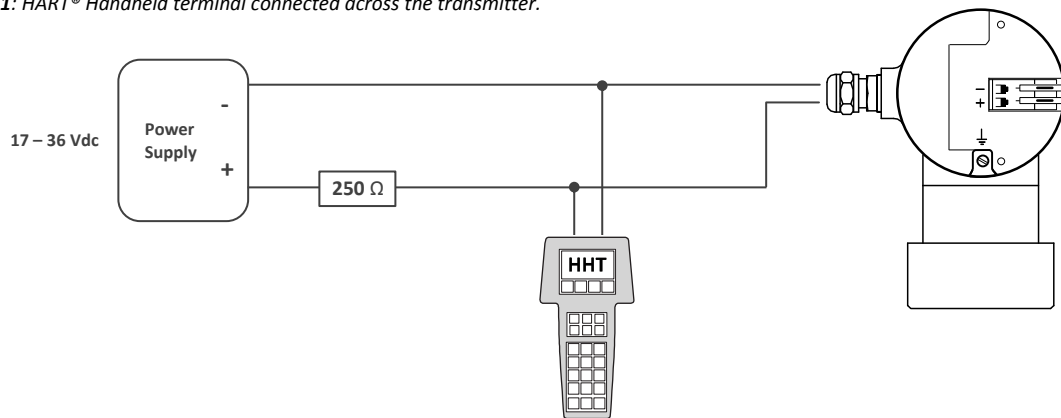 1: HART® Handheld terminal connected across the transmitter.
17 – 36 Vdc
Power
Supply
-
+
250 Ω
HHT
–
+